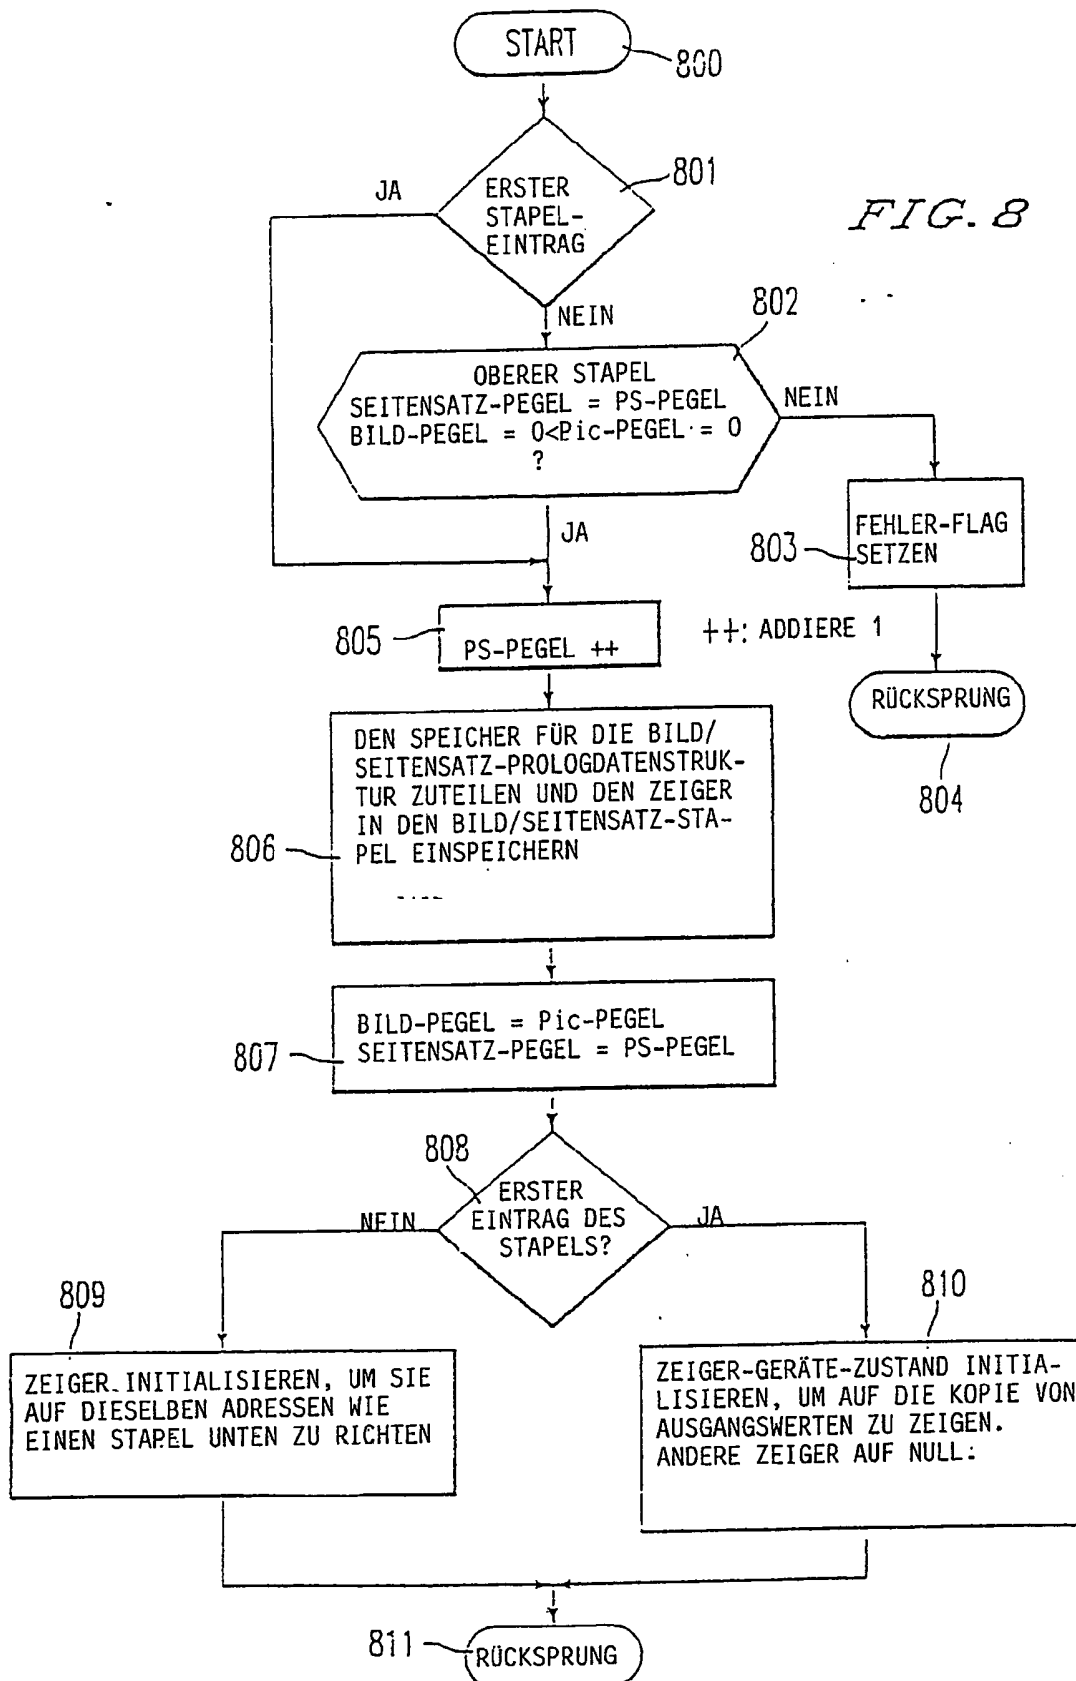 START
800
801
JA
ERSTER
STAPEL-
EINTRAG
FIG. 8
NEIN
802
OBERER STAPEL
SEITENSATZ-PEGEL = PS-PEGEL
BILD-PEGEL = 0<Pic-PEGEL = 0
?
NEIN
JA
FEHLER-FLAG
SETZEN
803
805
PS-PEGEL ++
++: ADDIERE 1
RÜCKSPRUNG
804
DEN SPEICHER FÜR DIE BILD/
SEITENSATZ-PROLOGDATENSTRUK-
TUR ZUTEILEN UND DEN ZEIGER
IN DEN BILD/SEITENSATZ-STA-
PEL EINSPEICHERN
806
BILD-PEGEL = Pic-PEGEL
SEITENSATZ-PEGEL = PS-PEGEL
807
808
ERSTER
EINTRAG DES
STAPELS?
NEIN
JA
809
810
ZEIGER INITIALISIEREN, UM SIE
AUF DIESELBEN ADRESSEN WIE
EINEN STAPEL UNTEN ZU RICHTEN
ZEIGER-GERÄTE-ZUSTAND INITIA-
LISIEREN, UM AUF DIE KOPIE VON
AUSGANGSWERTEN ZU ZEIGEN.
ANDERE ZEIGER AUF NULL.
811
RÜCKSPRUNG